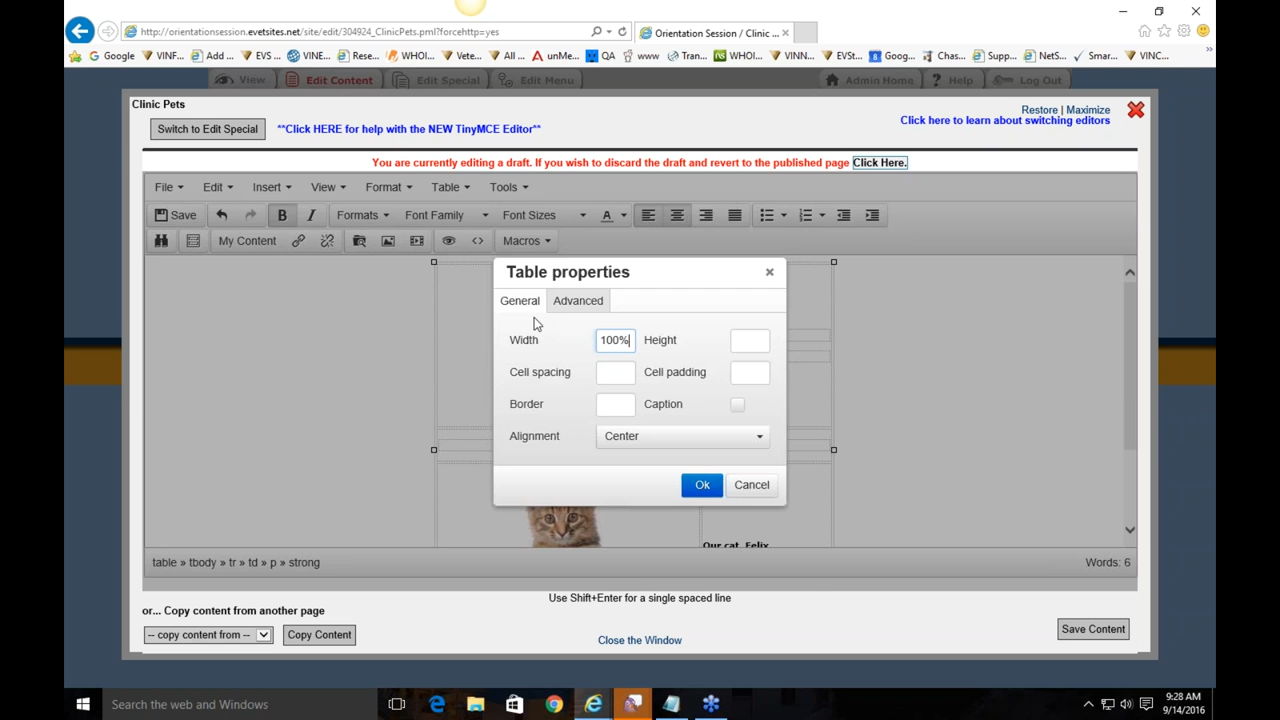 http://orientationsession.evetsites.net/site/edit/304924_ClinicPets.pml?forcehttp=yes
Orientation Session / Clinic ...
Google VINF... Add ... EVS ... VINE... Rese... WHOI... Vete... All ... unMe... QA www Tran... WHOI... VINN... EVSt... Goog... Chas... Supp... NetS... Smar... VINC...
View Edit Content Edit Special Edit Menu Admin Home ? Help Log Out
Clinic Pets
Restore | Maximize
Click here to learn about switching editors
Switch to Edit Special **Click HERE for help with the NEW TinyMCE Editor**
You are currently editing a draft. If you wish to discard the draft and revert to the published page Click Here.
File Edit Insert View Format Table Tools
Save B I Formats Font Family Font Sizes A
My Content Macros
Table properties
General Advanced
Width 100% Height
Cell spacing Cell padding
Border Caption
Alignment Center
Ok Cancel
Our cat, Felix
table » tbody » tr » td » p » strong Words: 6
Use Shift+Enter for a single spaced line
or... Copy content from another page
-- copy content from -- Copy Content
Close the Window
Save Content
Search the web and Windows
9:28 AM
9/14/2016